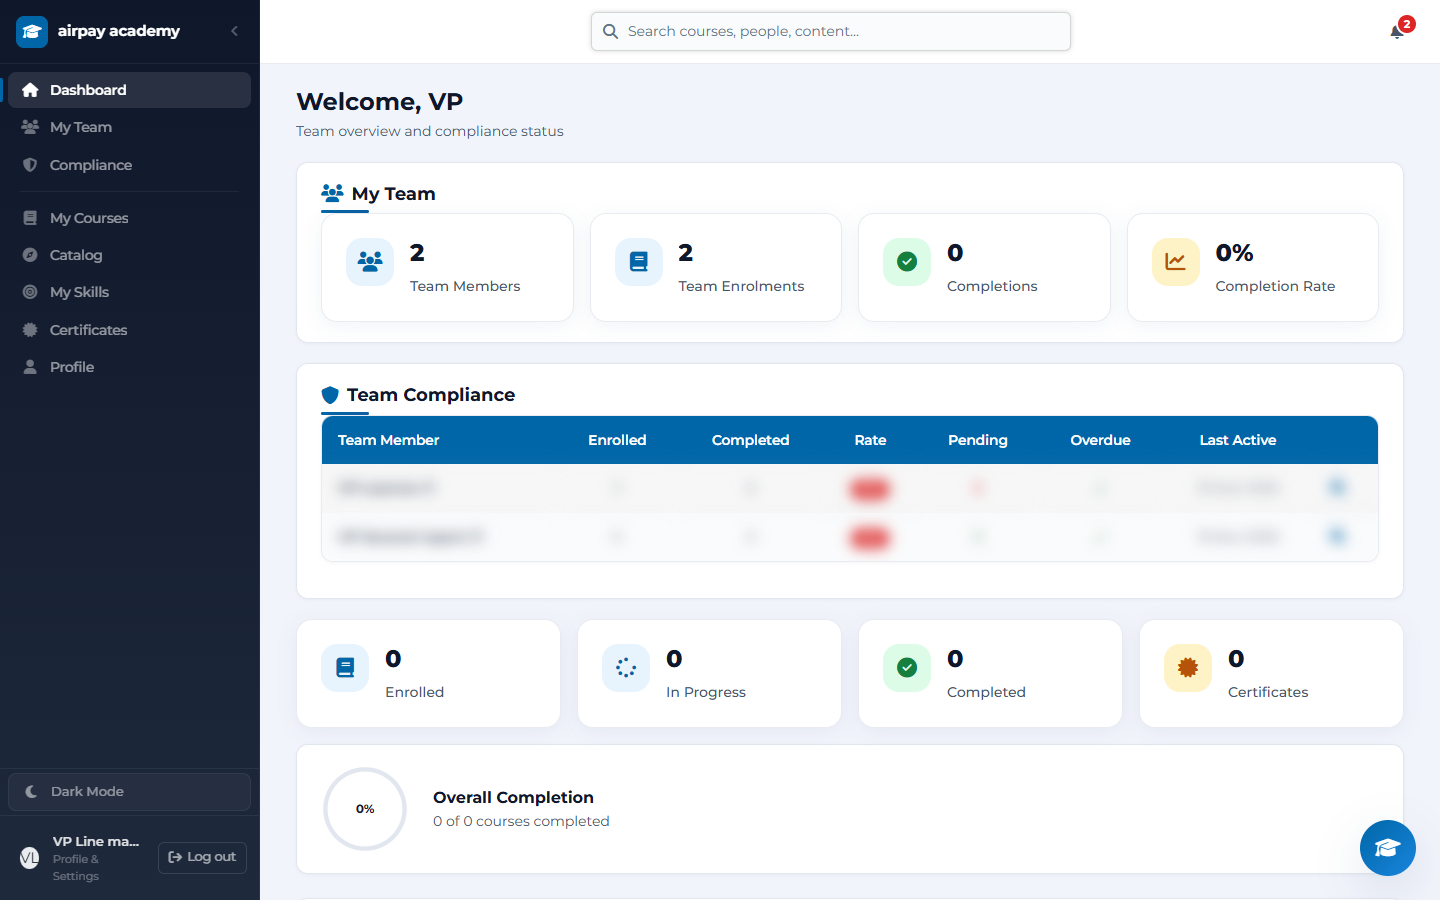 airpay academy
Search courses, people, content...
2
Dashboard
My Team
Compliance
My Courses
Catalog
My Skills
Certificates
Profile
Dark Mode
VP Line ma...
Profile &
Settings
VL
Log out
Welcome, VP
Team overview and compliance status
My Team
2
Team Members
2
Team Enrolments
0
Completions
0%
Completion Rate
Team Compliance
Team Member Enrolled Completed Rate Pending Overdue Last Active
0
Enrolled
0
In Progress
0
Completed
0
Certificates
0%
Overall Completion
0 of 0 courses completed